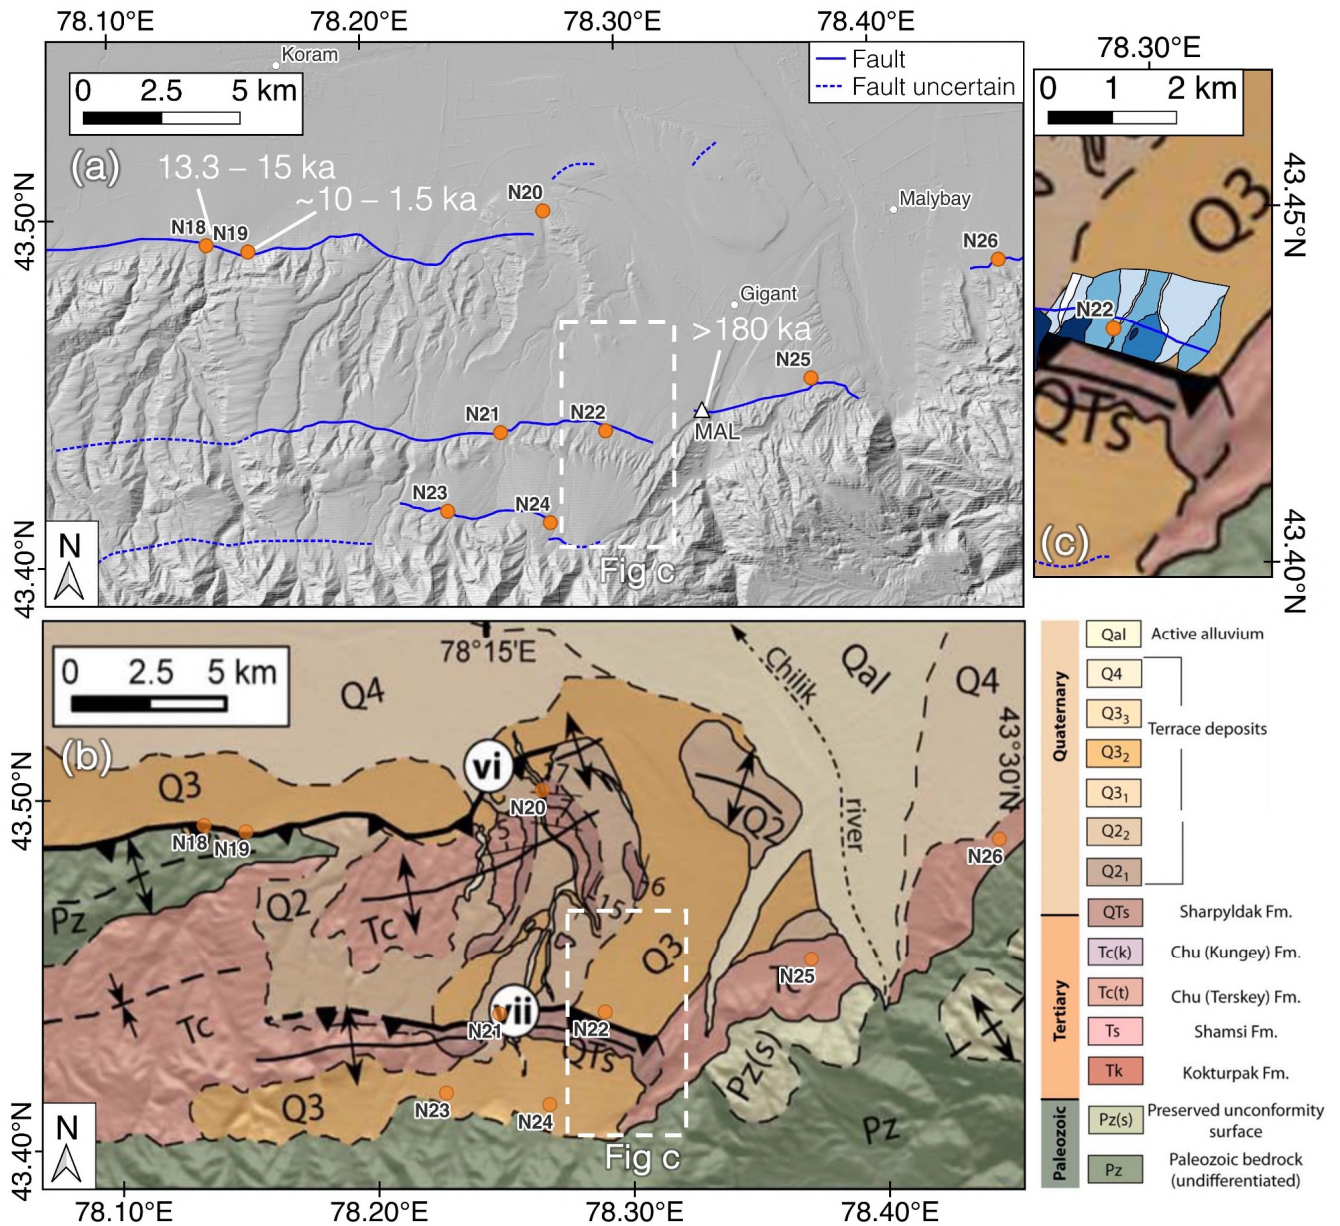 78.10°E 78.20°E 78.30°E 78.40°E
Koram
0 2.5 5 km
Fault
Fault uncertain
(a)
13.3 – 15 ka
~10 – 1.5 ka
N18 N19
N20
Malybay
N26
Gigant
>180 ka
N25
N21
N22
MAL
N23
N24
Fig c
N
43.50°N
43.40°N
78.30°E
0 1 2 km
Q3
43.45°N
N22
QTs
43.40°N
(c)
78°15'E
0 2.5 5 km
Q4
Chilik
river
Qal
Q4
43°30'N
(b)
vi
Q3
17
N20
N18 N19
5
Q2
N26
Pz
Q2
Tc
6
15
Q3
N25
Tc
Tc
vii
N21
N22
QTs
Pz(s)
Q3
N23
N24
Pz
Fig c
N
43.50°N
43.40°N
78.10°E 78.20°E 78.30°E 78.40°E
Quaternary
Tertiary
Paleozoic
Qal Active alluvium
Q4
Q3₃
Terrace deposits
Q3₂
Q3₁
Q2₂
Q2₁
QTs Sharpyldak Fm.
Tc(k) Chu (Kungey) Fm.
Tc(t) Chu (Terskey) Fm.
Ts Shamsi Fm.
Tk Kokturpak Fm.
Pz(s) Preserved unconformity
surface
Pz Paleozoic bedrock
(undifferentiated)